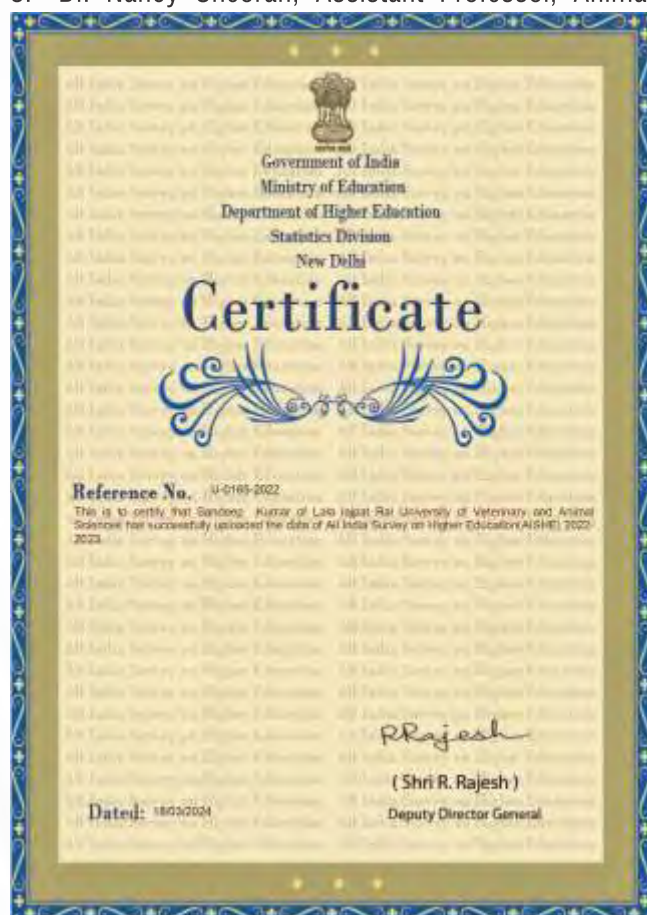 Dr. Nancy Sheoran, Assistant Professor, Animal
Government of India
Ministry of Education
Department of Higher Education
Statistics Division
New Delhi
Certificate
Reference No. U-0165-2022
This is to certify that Sandeep Kumar of Lala lajpat Rai University of Veterinary and Animal
Sciences has successfully uploaded the data of All India Survey on Higher Education(AISHE) 2022-
2023.
RRajesh
( Shri R. Rajesh )
Dated: 18/03/2024
Deputy Director General